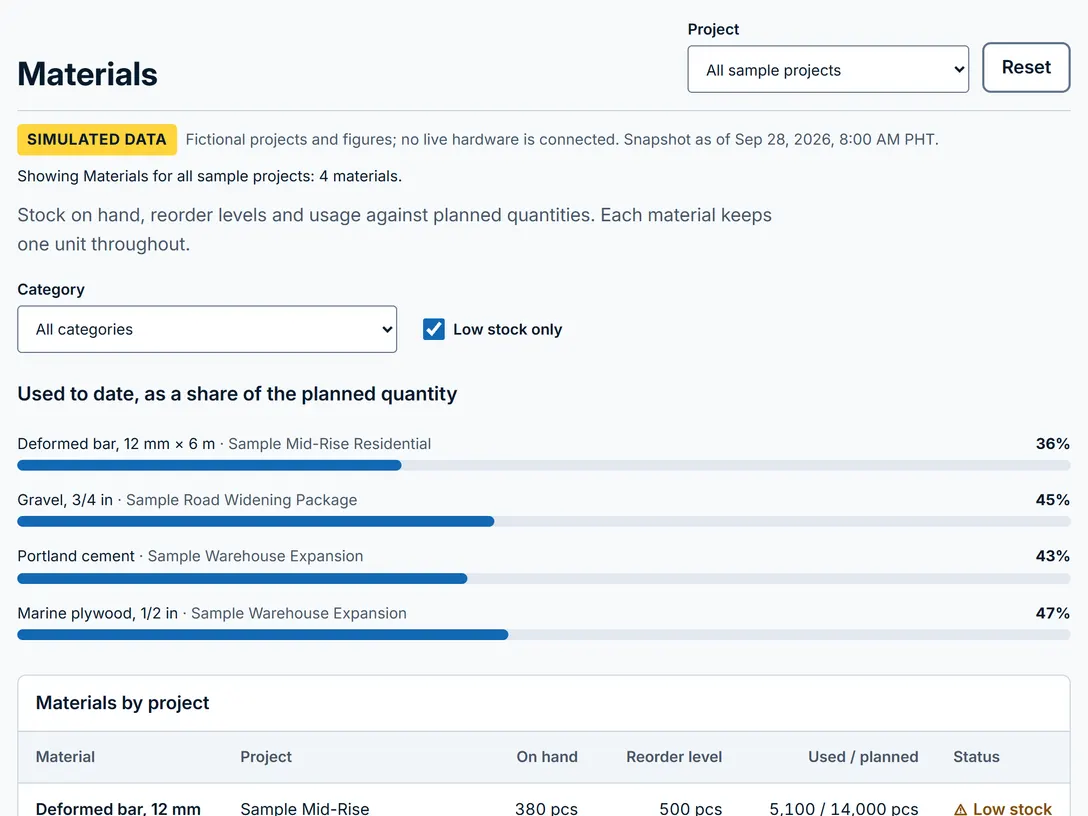 Project
Materials
All sample projects
Reset
SIMULATED DATA Fictional projects and figures; no live hardware is connected. Snapshot as of Sep 28, 2026, 8:00 AM PHT.
Showing Materials for all sample projects: 4 materials.
Stock on hand, reorder levels and usage against planned quantities. Each material keeps
one unit throughout.
Category
All categories
Low stock only
Used to date, as a share of the planned quantity
Deformed bar, 12 mm × 6 m · Sample Mid-Rise Residential 36%
Gravel, 3/4 in · Sample Road Widening Package 45%
Portland cement · Sample Warehouse Expansion 43%
Marine plywood, 1/2 in · Sample Warehouse Expansion 47%
Materials by project
Material Project On hand Reorder level Used / planned Status
Deformed bar, 12 mm Sample Mid-Rise 380 pcs 500 pcs 5,100 / 14,000 pcs ⚠ Low stock